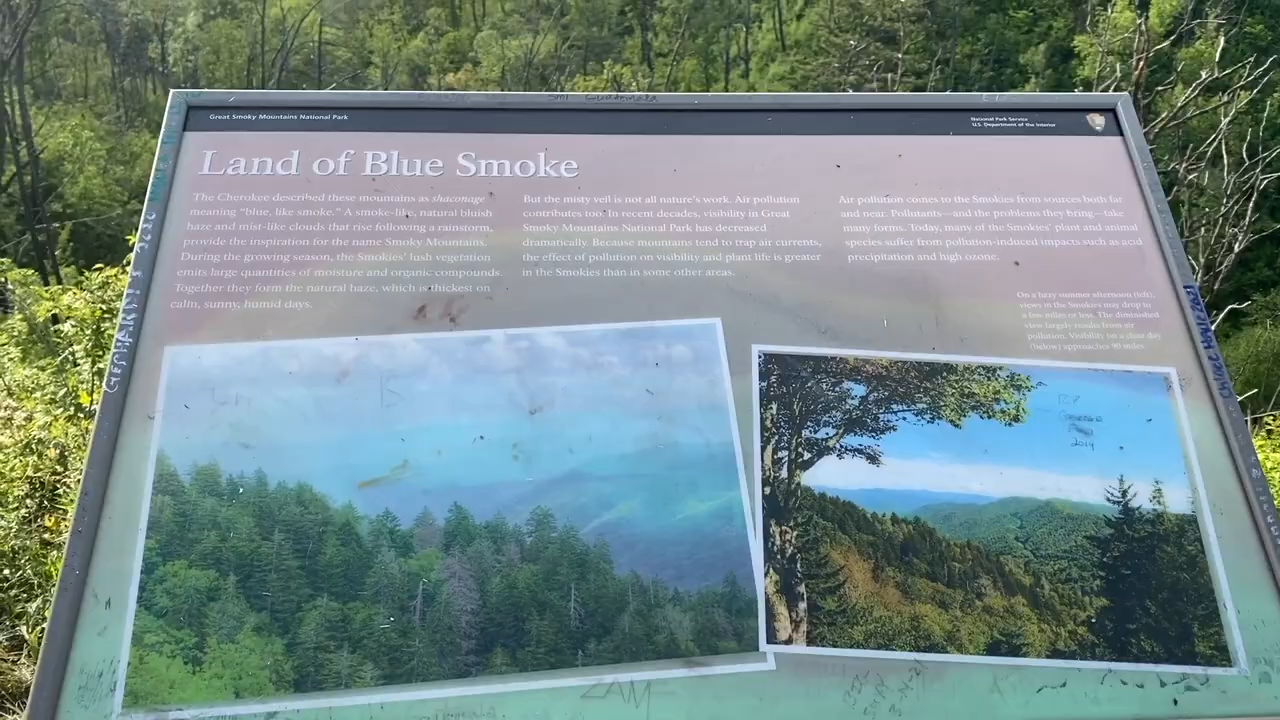 Great Smoky Mountains National Park
National Park Service
U.S. Department of the Interior
Land of Blue Smoke
The Cherokee described these mountains as shaconage
meaning "blue, like smoke." A smoke-like, natural bluish
haze and mist-like clouds that rise following a rainstorm,
provide the inspiration for the name Smoky Mountains.
During the growing season, the Smokies' lush vegetation
emits large quantities of moisture and organic compounds.
Together they form the natural haze, which is thickest on
calm, sunny, humid days.
But the misty veil is not all nature's work. Air pollution
contributes too. In recent decades, visibility in Great
Smoky Mountains National Park has decreased
dramatically. Because mountains tend to trap air currents,
the effect of pollution on visibility and plant life is greater
in the Smokies than in some other areas.
Air pollution comes to the Smokies from sources both far
and near. Pollutants—and the problems they bring—take
many forms. Today, many of the Smokies' plant and animal
species suffer from pollution-induced impacts such as acid
precipitation and high ozone.
On a hazy summer afternoon (left),
views in the Smokies may drop to
a few miles or less. The diminished
view largely results from air
pollution. Visibility on a clear day
(below) approaches 90 miles.
2014